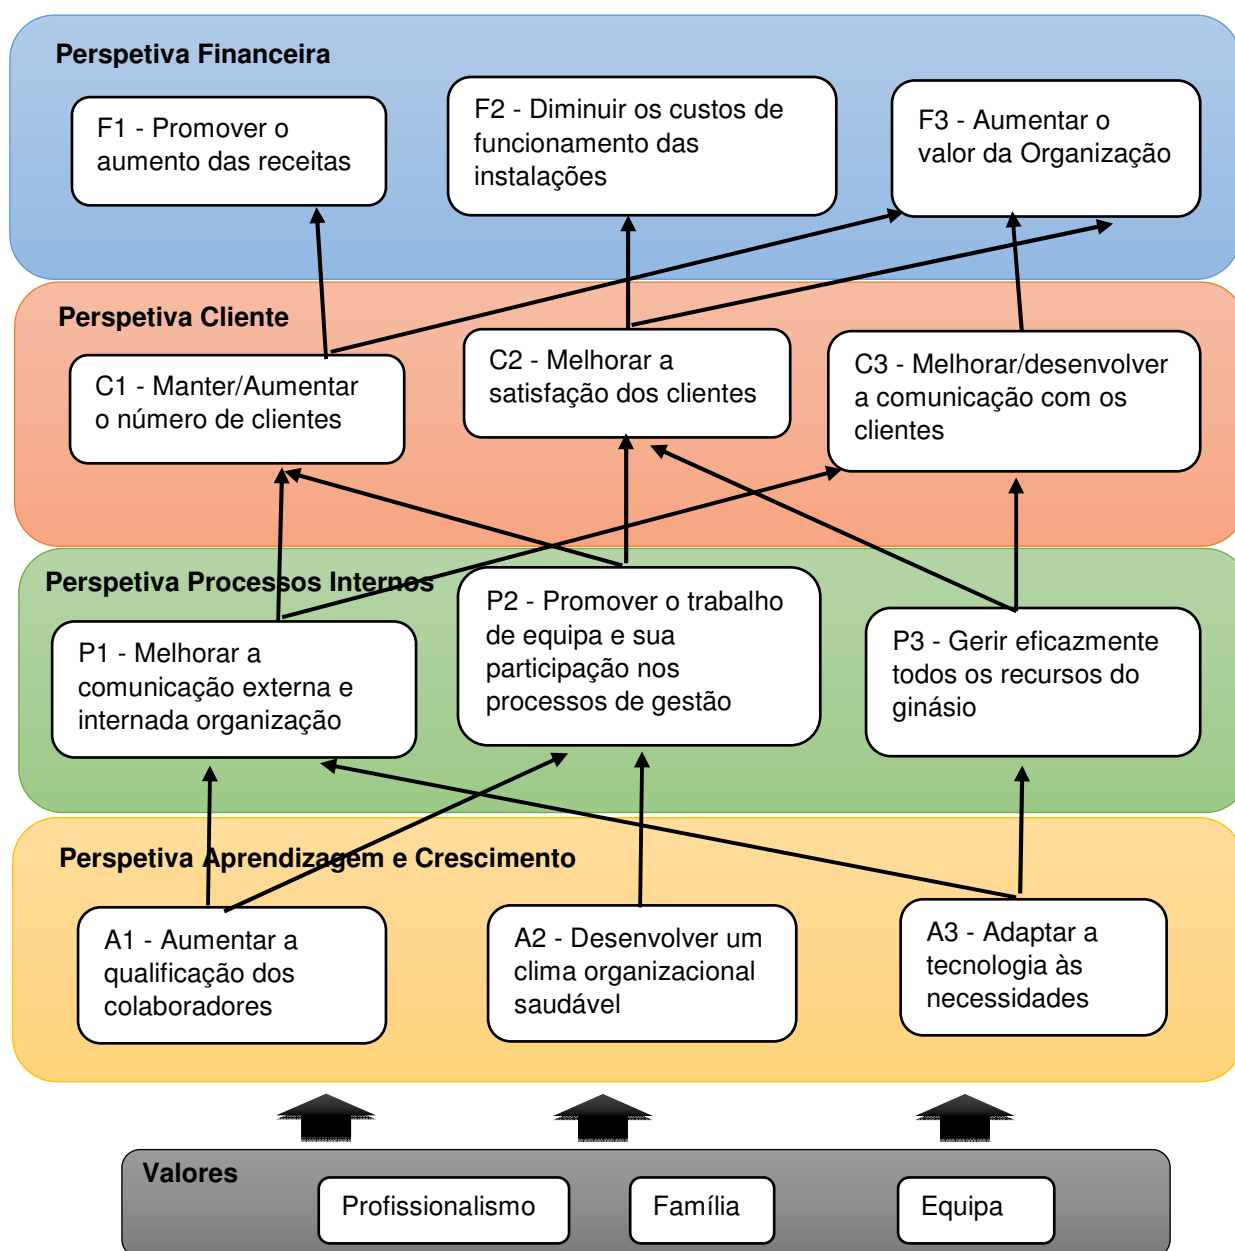 Perspetiva Financeira
F1 - Promover o
aumento das receitas
F2 - Diminuir os custos de
funcionamento das
instalações
F3 - Aumentar o
valor da Organização
Perspetiva Cliente
C1 - Manter/Aumentar
o número de clientes
C2 - Melhorar a
satisfação dos clientes
C3 - Melhorar/desenvolver
a comunicação com os
clientes
Perspetiva Processos Internos
P1 - Melhorar a
comunicação externa e
internada organização
P2 - Promover o trabalho
de equipa e sua
participação nos
processos de gestão
P3 - Gerir eficazmente
todos os recursos do
ginásio
Perspetiva Aprendizagem e Crescimento
A1 - Aumentar a
qualificação dos
colaboradores
A2 - Desenvolver um
clima organizacional
saudável
A3 - Adaptar a
tecnologia às
necessidades
Valores
Profissionalismo
Família
Equipa